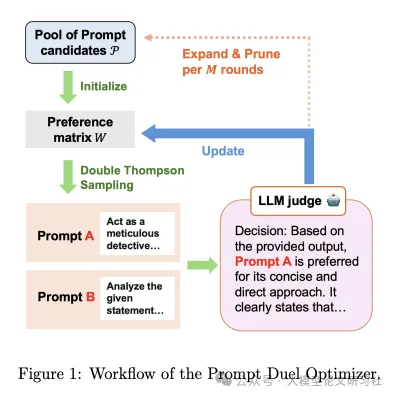 Pool of Prompt
candidates 𝒫
Expand & Prune
per M rounds
Initialize
Preference
matrix W
Update
Double Thompson
Sampling
LLM judge
Prompt A
Act as a
meticulous
detective…
Prompt B
Analyze the
given
statement…
Decision: Based on
the provided output,
Prompt A is preferred
for its concise and
direct approach. It
clearly states that…
Figure 1: Workflow of the Prompt Duel Optimizer.
公众号 · 大模型论文研习社